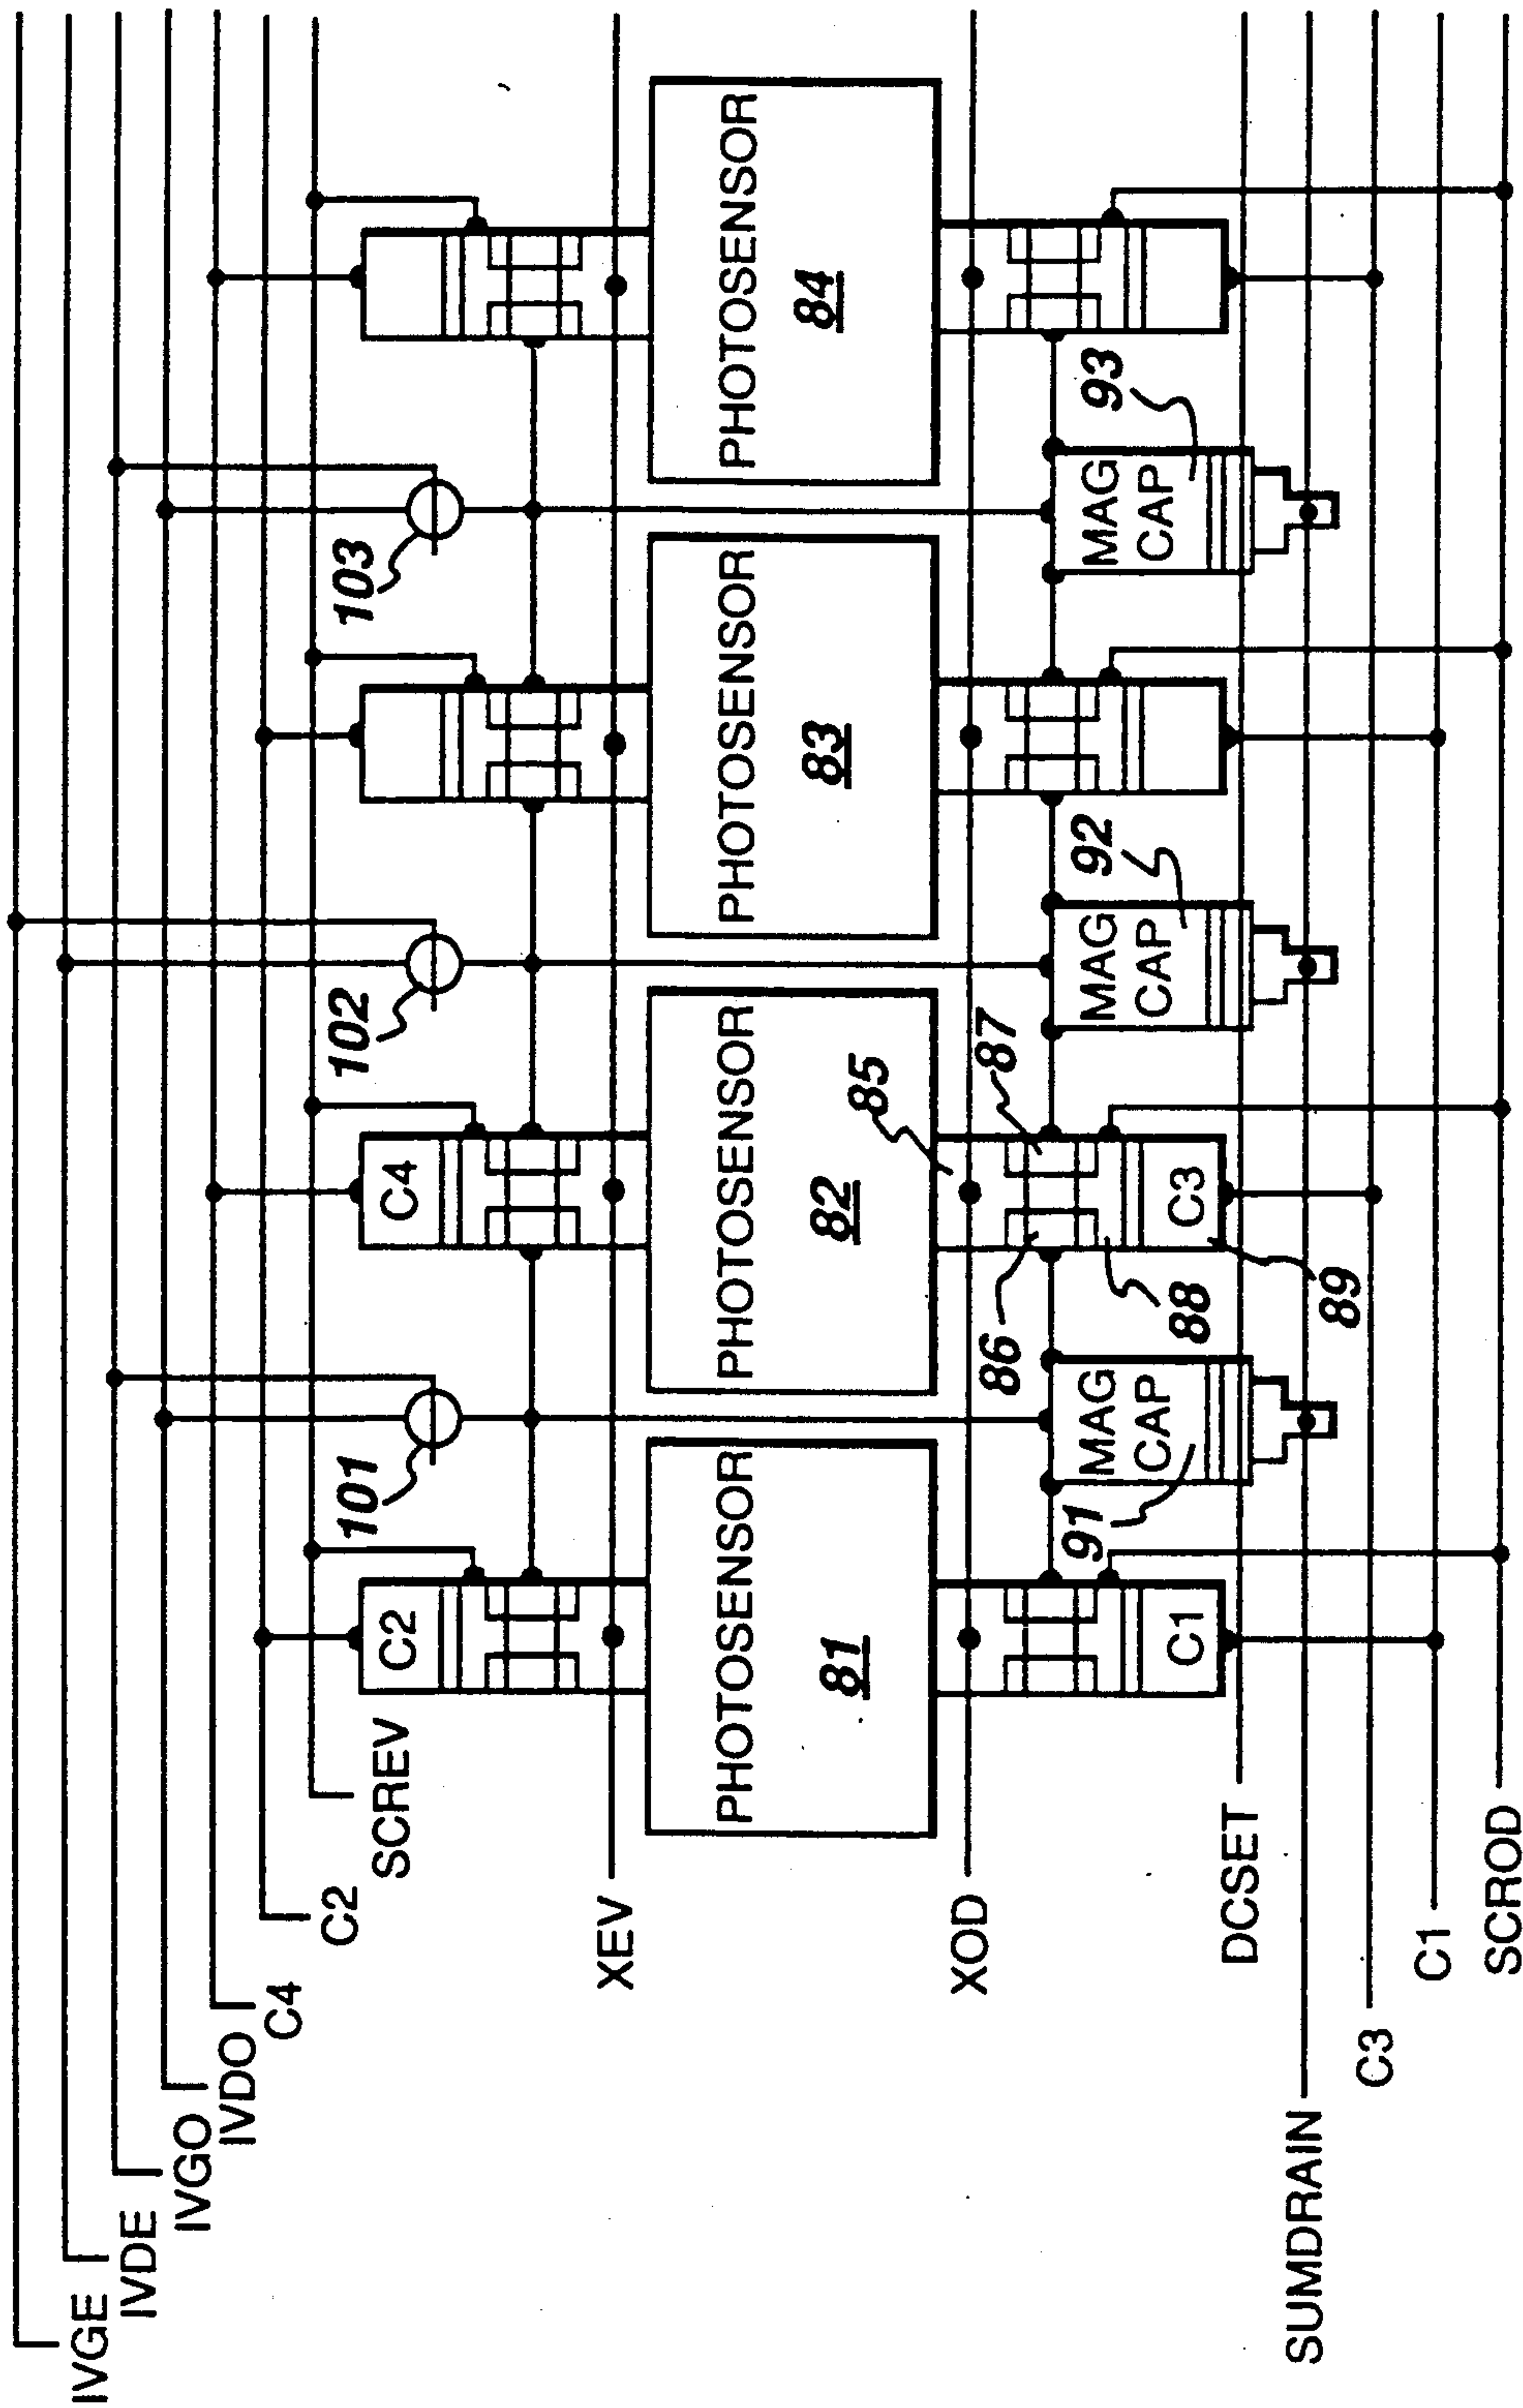 IVGE
IVDE
IVGO
IVDO
C4
C2
SCREV
101
102
103
C2
C4
XEV
PHOTOSENSOR
81
PHOTOSENSOR
82
PHOTOSENSOR
83
PHOTOSENSOR
84
85
XOD
86
87
91
MAG
CAP
MAG
CAP
92
MAG
CAP
93
88
C1
C3
89
DCSET
SUMDRAIN
C3
C1
SCROD